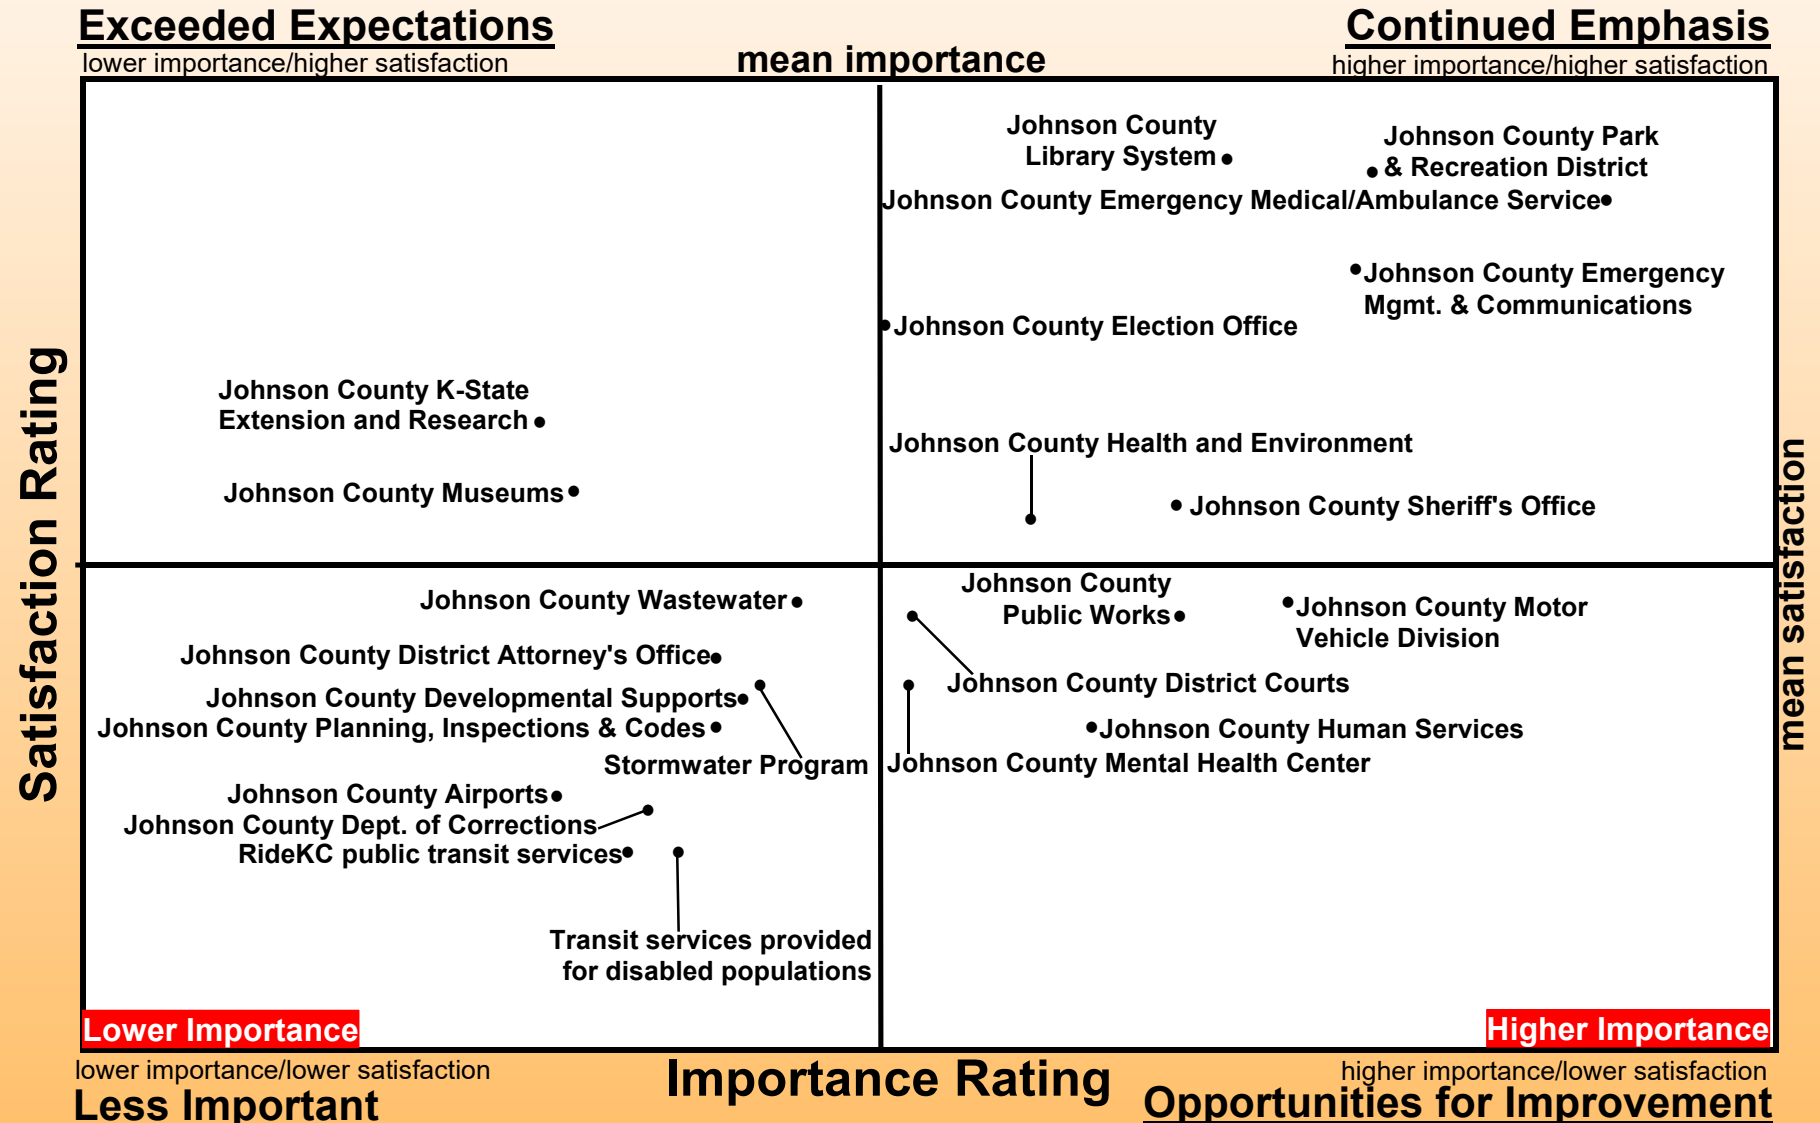 Exceeded Expectations
lower importance/higher satisfaction
mean importance
Continued Emphasis
higher importance/higher satisfaction
Johnson County
Library System
Johnson County Park
& Recreation District
Johnson County Emergency Medical/Ambulance Service
Johnson County Emergency
Mgmt. & Communications
Johnson County Election Office
Johnson County K-State
Extension and Research
Johnson County Health and Environment
Johnson County Museums
Johnson County Sheriff's Office
Satisfaction Rating
mean satisfaction
Johnson County Wastewater
Johnson County
Public Works
Johnson County Motor
Vehicle Division
Johnson County District Attorney's Office
Johnson County District Courts
Johnson County Developmental Supports
Johnson County Planning, Inspections & Codes
Johnson County Human Services
Stormwater Program
Johnson County Mental Health Center
Johnson County Airports
Johnson County Dept. of Corrections
RideKC public transit services
Transit services provided
for disabled populations
Lower Importance
Higher Importance
lower importance/lower satisfaction
Less Important
Importance Rating
higher importance/lower satisfaction
Opportunities for Improvement